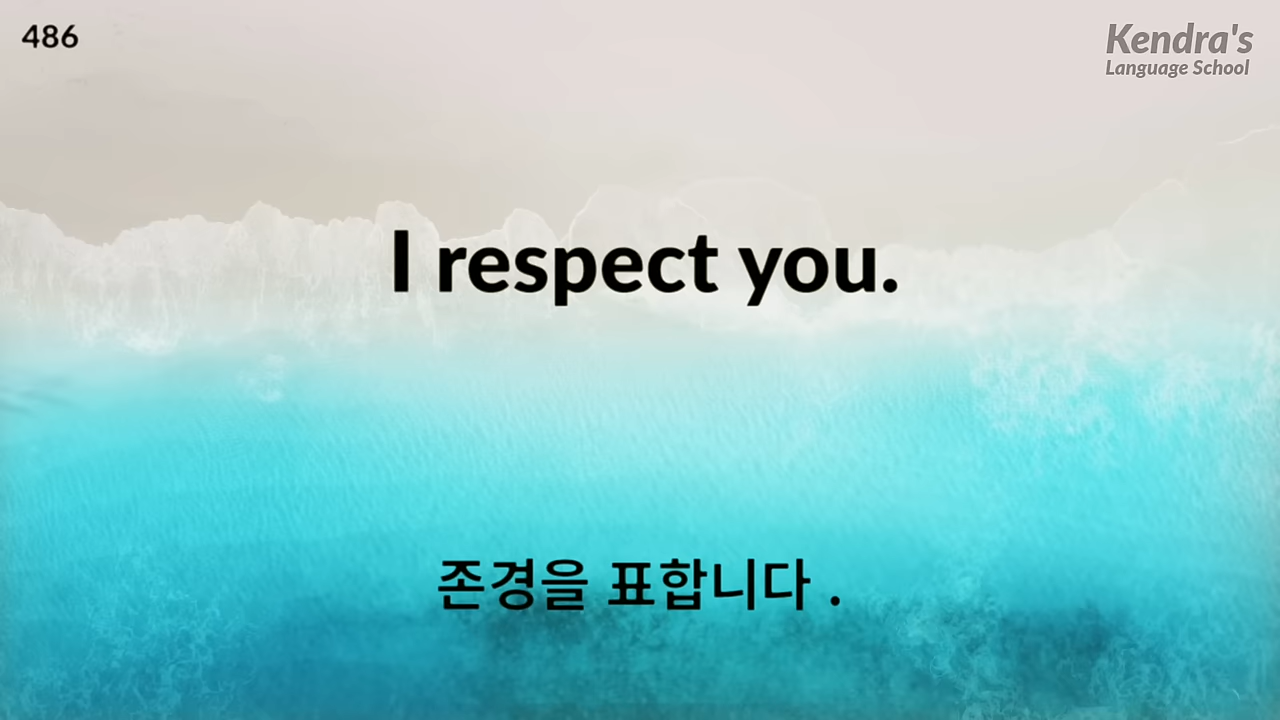 486
Kendra's
Language School
I respect you.
존경을 표합니다 .